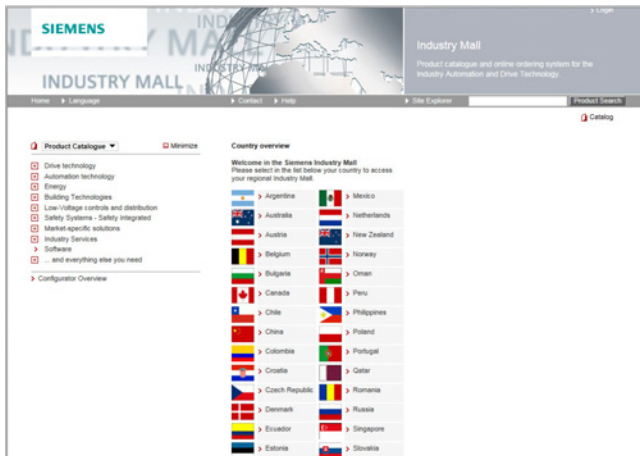 SIEMENS
INDUSTRY MALL
Login
Industry Mall
Product catalogue and online ordering system for the
Industry Automation and Drive Technology
Home
Language
Contact
Help
Site Explorer
Product Search
Catalog
Product Catalogue
Minimize
Drive technology
Automation technology
Energy
Building Technologies
Low-Voltage controls and distribution
Safety Systems - Safety Integrated
Market-specific solutions
Industry Services
Software
... and everything else you need
Configurator Overview
Country overview
Welcome in the Siemens Industry Mall
Please select in the list below your country to access
your regional Industry Mall.
Argentina
Mexico
Australia
Netherlands
Austria
New Zealand
Belgium
Norway
Bulgaria
Oman
Canada
Peru
Chile
Philippines
China
Poland
Colombia
Portugal
Croatia
Qatar
Czech Republic
Romania
Denmark
Russia
Ecuador
Singapore
Estonia
Slovakia